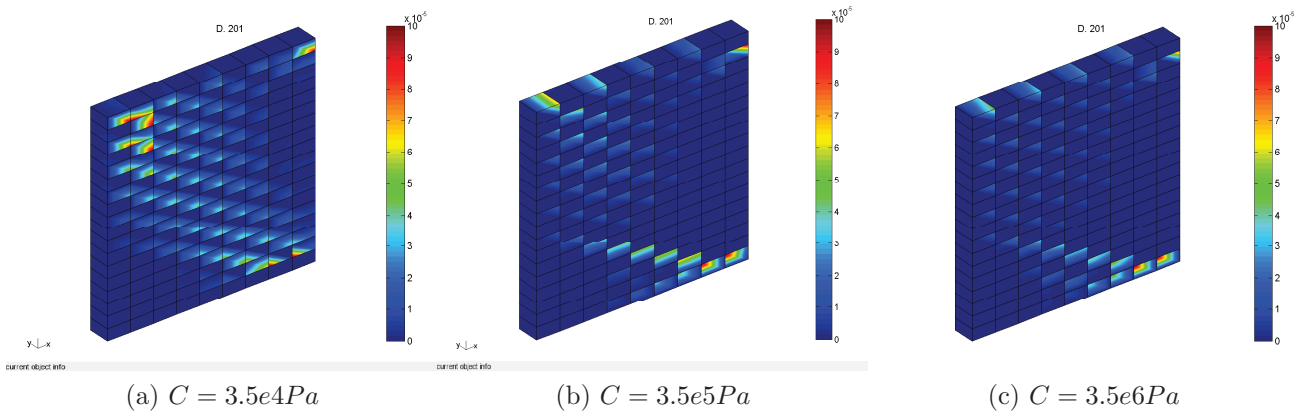 D. 201
x 10^-5
10
9
8
7
6
5
4
3
2
1
0
y x
current object info
(a) C = 3.5e4Pa
D. 201
x 10^-5
10
9
8
7
6
5
4
3
2
1
0
y x
current object info
(b) C = 3.5e5Pa
D. 201
x 10^-5
10
9
8
7
6
5
4
3
2
1
0
(c) C = 3.5e6Pa